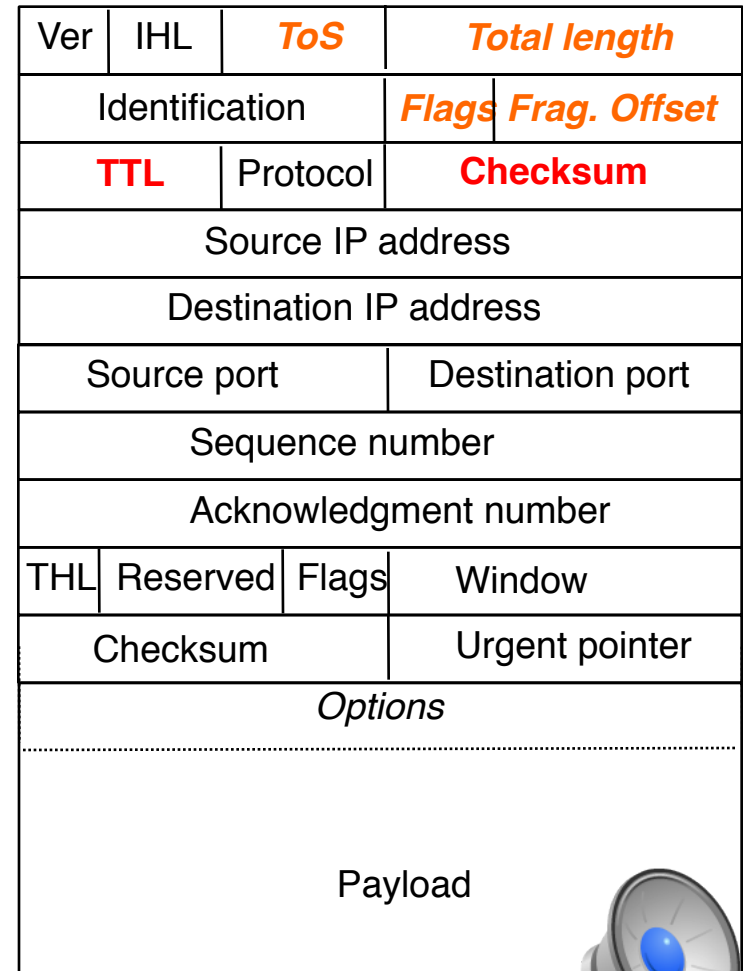 Ver IHL ToS Total length
Identification Flags Frag. Offset
TTL Protocol Checksum
Source IP address
Destination IP address
Source port Destination port
Sequence number
Acknowledgment number
THL Reserved Flags Window
Checksum Urgent pointer
Options
Payload